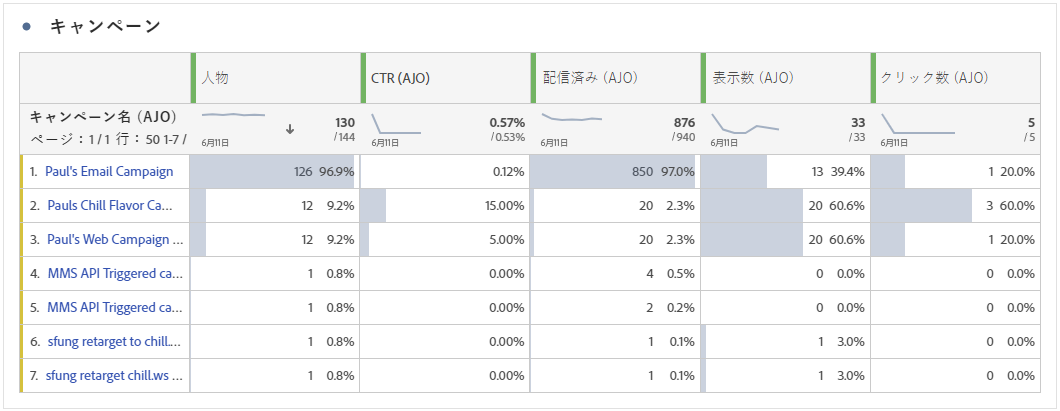 キャンペーン
人物 CTR (AJO) 配信済み (AJO) 表示数 (AJO) クリック数 (AJO)
キャンペーン名 (AJO)
ページ：1 / 1 行： 50 1-7 /
6月11日 ↓ 130 / 144
6月11日 0.57% / 0.53%
6月11日 876 / 940
6月11日 33 / 33
6月11日 5 / 5
1. Paul's Email Campaign 126 96.9% 0.12% 850 97.0% 13 39.4% 1 20.0%
2. Pauls Chill Flavor Ca... 12 9.2% 15.00% 20 2.3% 20 60.6% 3 60.0%
3. Paul's Web Campaign ... 12 9.2% 5.00% 20 2.3% 20 60.6% 1 20.0%
4. MMS API Triggered ca... 1 0.8% 0.00% 4 0.5% 0 0.0% 0 0.0%
5. MMS API Triggered ca... 1 0.8% 0.00% 2 0.2% 0 0.0% 0 0.0%
6. sfung retarget to chill.... 1 0.8% 0.00% 1 0.1% 1 3.0% 0 0.0%
7. sfung retarget chill.ws ... 1 0.8% 0.00% 1 0.1% 1 3.0% 0 0.0%